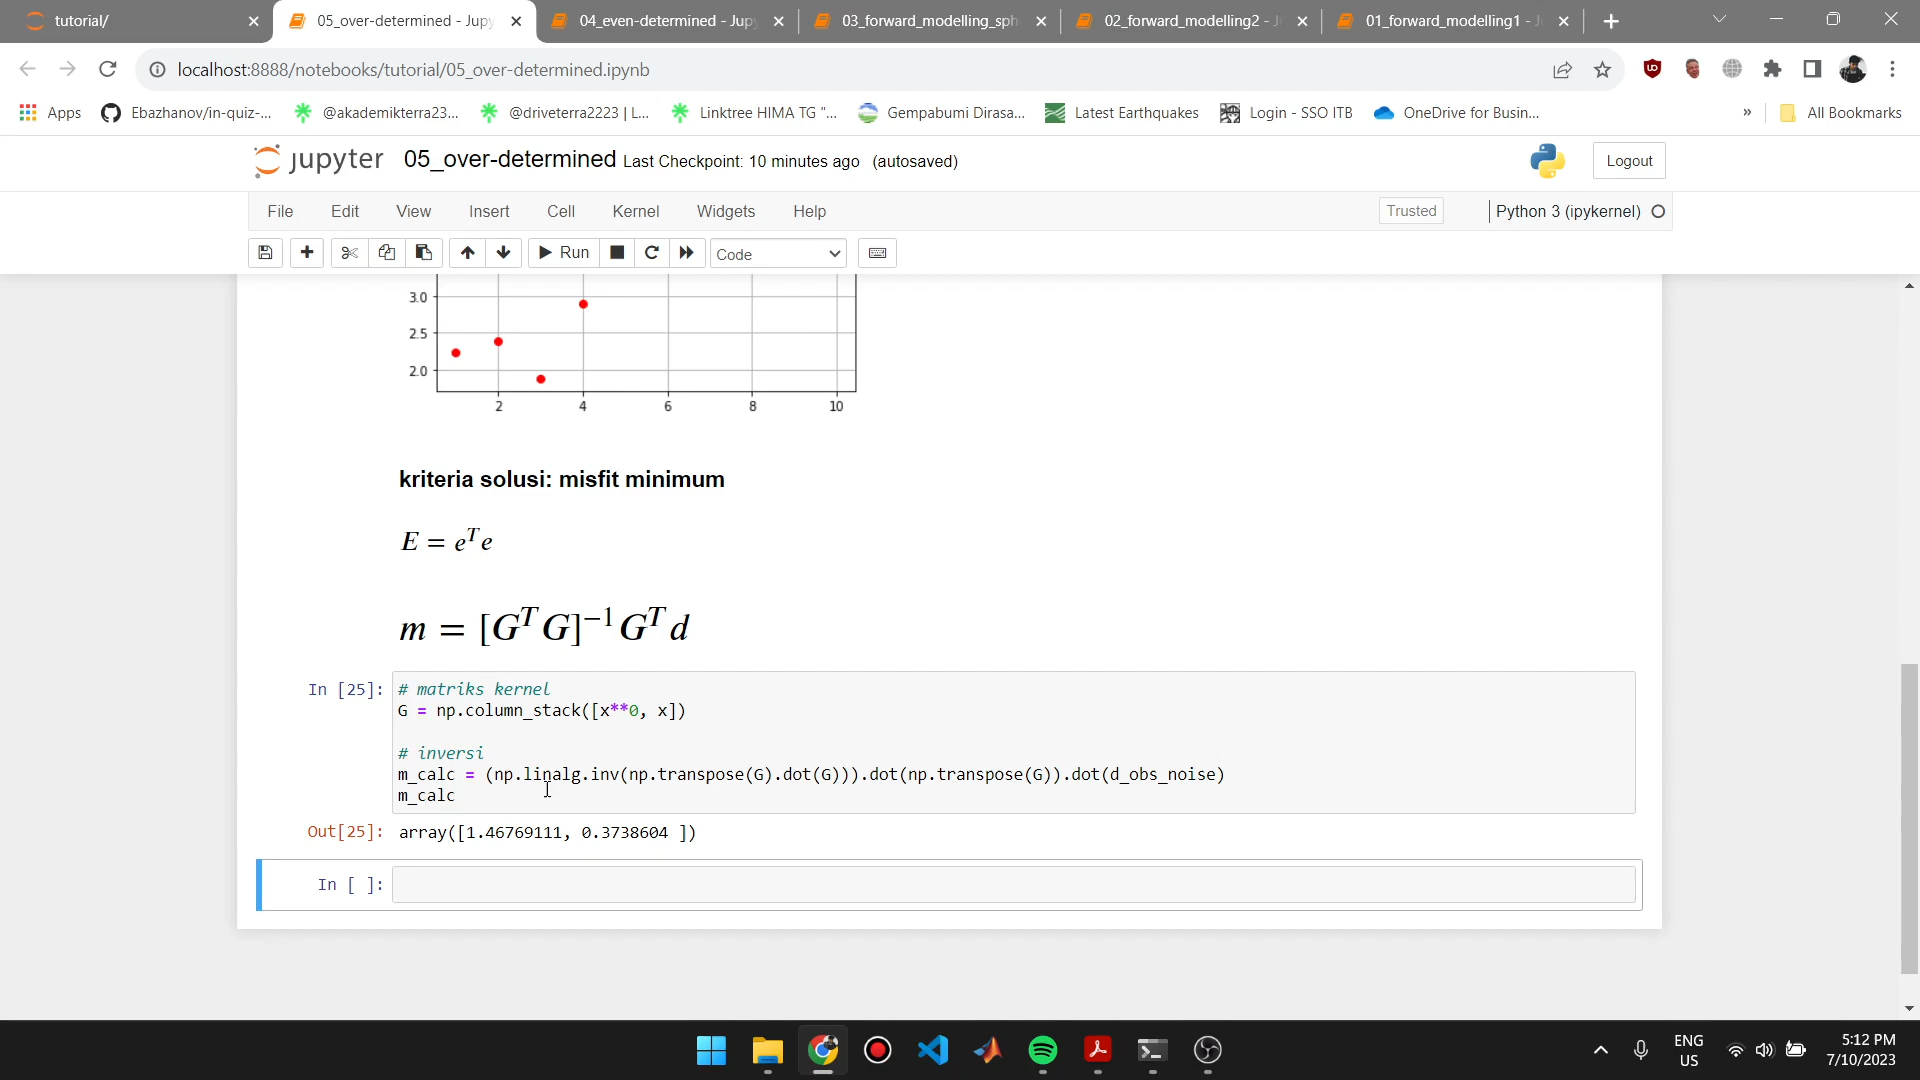 tutorial/
05_over-determined - Jupy
04_even-determined - Jup
03_forward_modelling_sph
02_forward_modelling2 - J
01_forward_modelling1 - J
localhost:8888/notebooks/tutorial/05_over-determined.ipynb
Apps
Ebazhanov/in-quiz-...
@akademikterra23...
@driveterra2223 | L...
Linktree HIMA TG "...
Gempabumi Dirasa...
Latest Earthquakes
Login - SSO ITB
OneDrive for Busin...
»
All Bookmarks
jupyter 05_over-determined Last Checkpoint: 10 minutes ago (autosaved)
Logout
File Edit View Insert Cell Kernel Widgets Help
Trusted
Python 3 (ipykernel)
Run
Code
3.0
2.5
2.0
2 4 6 8 10
kriteria solusi: misfit minimum
E = e^T e
m = [G^T G]^{-1} G^T d
In [25]:
# matriks kernel
G = np.column_stack([x**0, x])
# inversi
m_calc = (np.linalg.inv(np.transpose(G).dot(G))).dot(np.transpose(G)).dot(d_obs_noise)
m_calc
Out[25]: array([1.46769111, 0.3738604 ])
In [ ]:
ENG
US
5:12 PM
7/10/2023